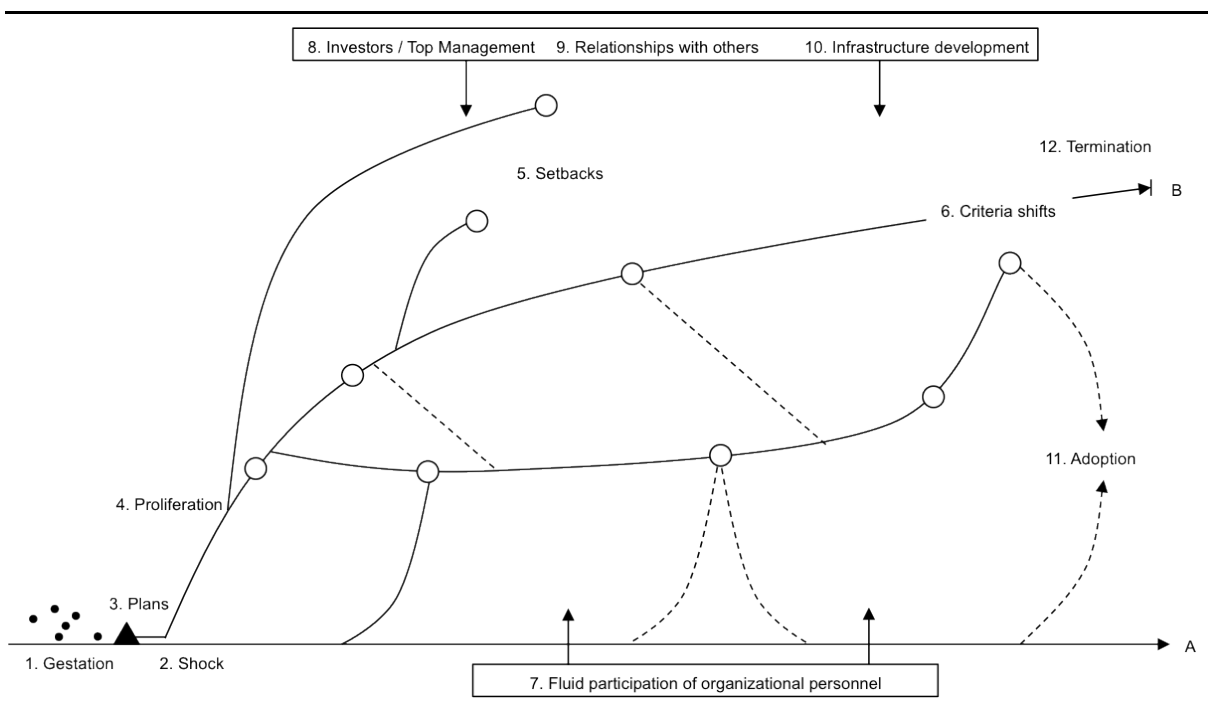 8. Investors / Top Management 9. Relationships with others 10. Infrastructure development
12. Termination
5. Setbacks
B
6. Criteria shifts
11. Adoption
4. Proliferation
3. Plans
A
1. Gestation
2. Shock
7. Fluid participation of organizational personnel